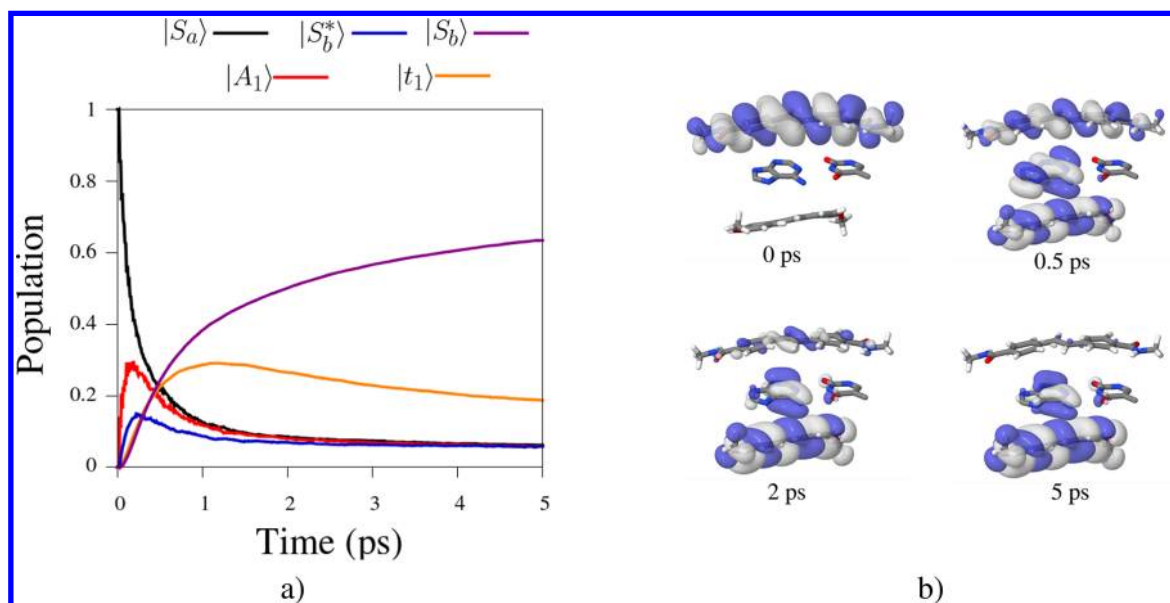 |S_a⟩ |S_b^*⟩ |S_b⟩
|A_1⟩ |t_1⟩
1
0.8
0.6
0.4
0.2
0
Population
0 1 2 3 4 5
Time (ps)
a)
0 ps
0.5 ps
2 ps
5 ps
b)